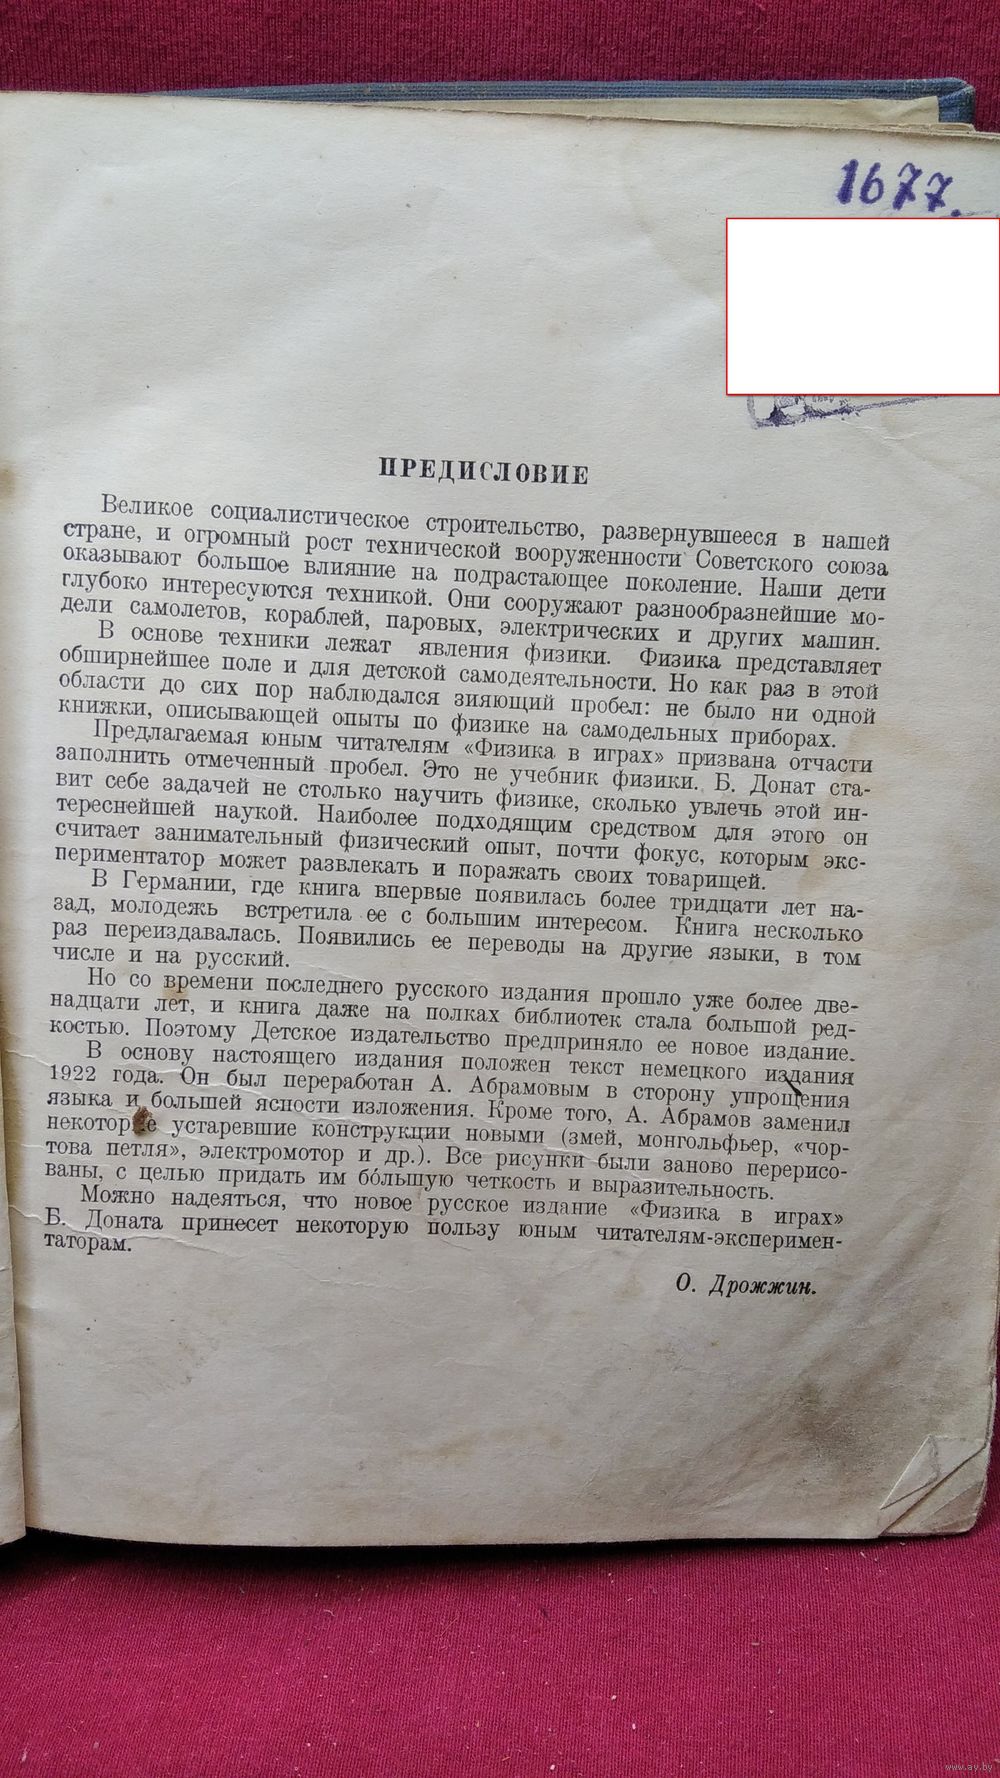 1677.
ПРЕДИСЛОВИЕ
Великое социалистическое строительство, развернувшееся в нашей
стране, и огромный рост технической вооруженности Советского союза
оказывают большое влияние на подрастающее поколение. Наши дети
глубоко интересуются техникой. Они сооружают разнообразнейшие мо-
дели самолетов, кораблей, паровых, электрических и других машин.
В основе техники лежат явления физики. Физика представляет
обширнейшее поле и для детской самодеятельности. Но как раз в этой
области до сих пор наблюдался зияющий пробел: не было ни одной
книжки, описывающей опыты по физике на самодельных приборах.
Предлагаемая юным читателям «Физика в играх» призвана отчасти
заполнить отмеченный пробел. Это не учебник физики. Б. Донат ста-
вит себе задачей не столько научить физике, сколько увлечь этой ин-
тереснейшей наукой. Наиболее подходящим средством для этого он
считает занимательный физический опыт, почти фокус, которым экс-
периментатор может развлекать и поражать своих товарищей.
В Германии, где книга впервые появилась более тридцати лет на-
зад, молодежь встретила ее с большим интересом. Книга несколько
раз переиздавалась. Появились ее переводы на другие языки, в том
числе и на русский.
Но со времени последнего русского издания прошло уже более две-
надцати лет, и книга даже на полках библиотек стала большой ред-
костью. Поэтому Детское издательство предприняло ее новое издание.
В основу настоящего издания положен текст немецкого издания
1922 года. Он был переработан А. Абрамовым в сторону упрощения
языка и большей ясности изложения. Кроме того, А. Абрамов заменил
некоторые устаревшие конструкции новыми (змей, монгольфьер, «чор-
това петля», электромотор и др.). Все рисунки были заново перерисо-
ваны, с целью придать им бо́льшую четкость и выразительность.
Можно надеяться, что новое русское издание «Физика в играх»
Б. Доната принесет некоторую пользу юным читателям-эксперимен-
таторам.
О. Дрожжин.
www.ay.by